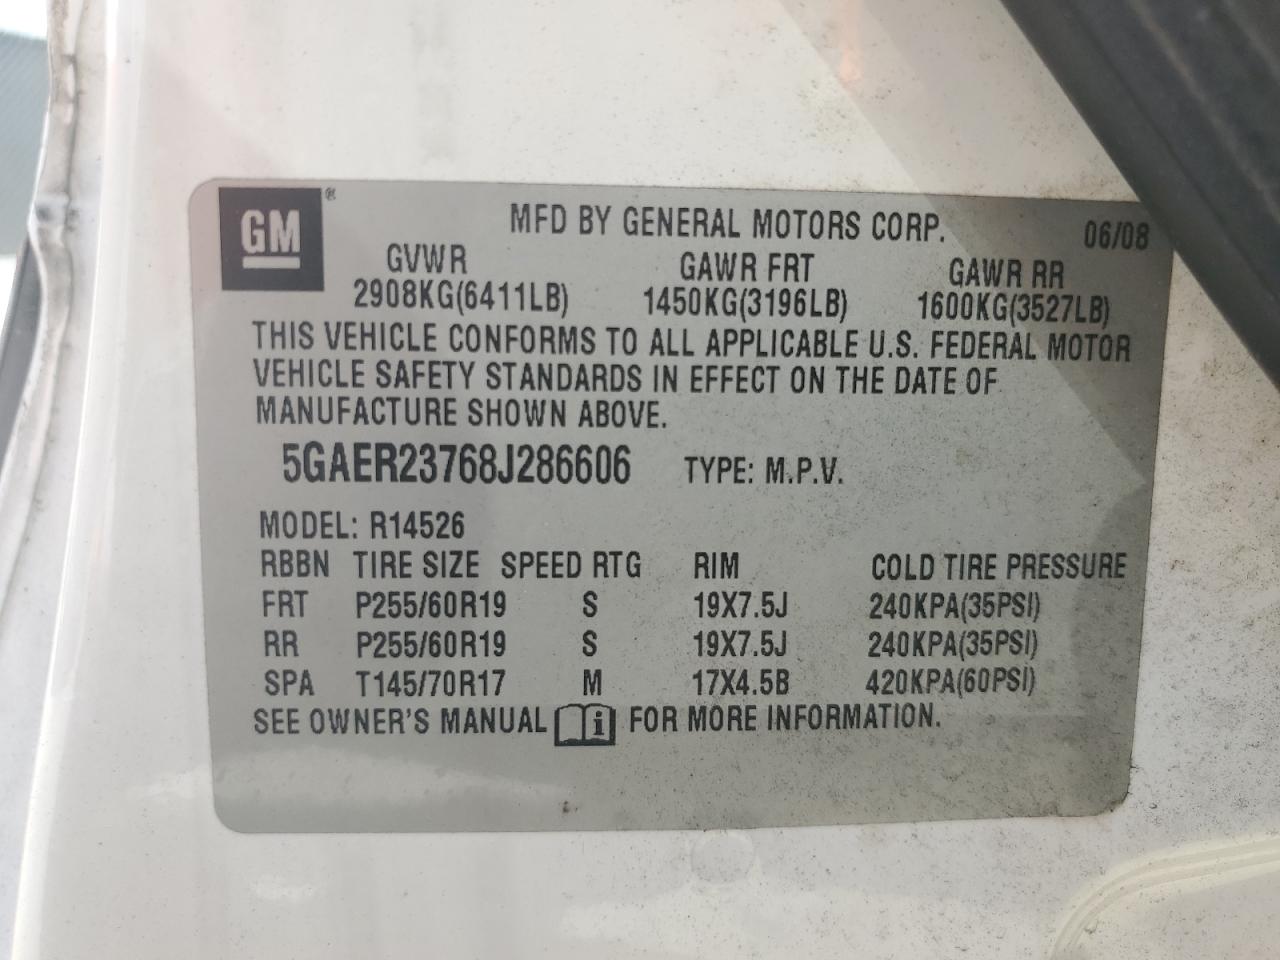 GM®
MFD BY GENERAL MOTORS CORP. 06/08
GVWR GAWR FRT GAWR RR
2908KG(6411LB) 1450KG(3196LB) 1600KG(3527LB)
THIS VEHICLE CONFORMS TO ALL APPLICABLE U.S. FEDERAL MOTOR
VEHICLE SAFETY STANDARDS IN EFFECT ON THE DATE OF
MANUFACTURE SHOWN ABOVE.
5GAER23768J286606 TYPE: M.P.V.
MODEL: R14526
RBBN TIRE SIZE SPEED RTG RIM COLD TIRE PRESSURE
FRT P255/60R19 S 19X7.5J 240KPA(35PSI)
RR P255/60R19 S 19X7.5J 240KPA(35PSI)
SPA T145/70R17 M 17X4.5B 420KPA(60PSI)
SEE OWNER'S MANUAL i FOR MORE INFORMATION.